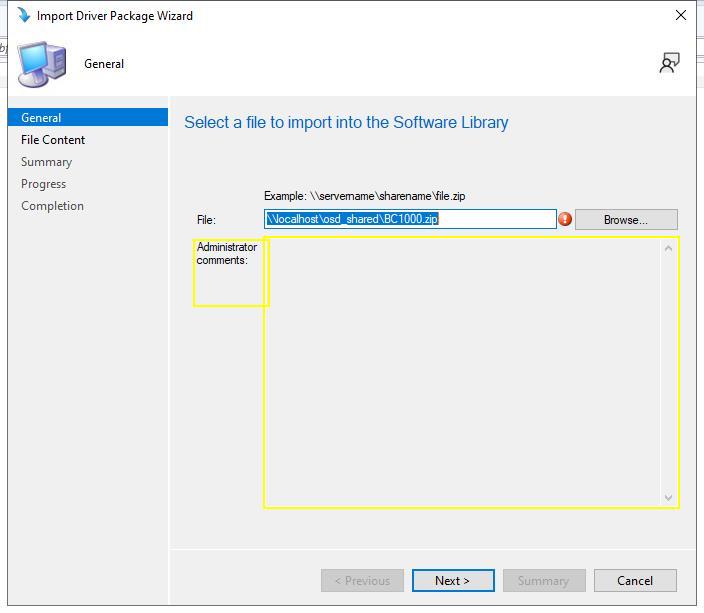 Import Driver Package Wizard
General
General
File Content
Summary
Progress
Completion
Select a file to import into the Software Library
Example: \\servername\sharename\file.zip
File:
\\localhost\osd_shared\BC1000.zip
Browse...
Administrator
comments:
< Previous
Next >
Summary
Cancel